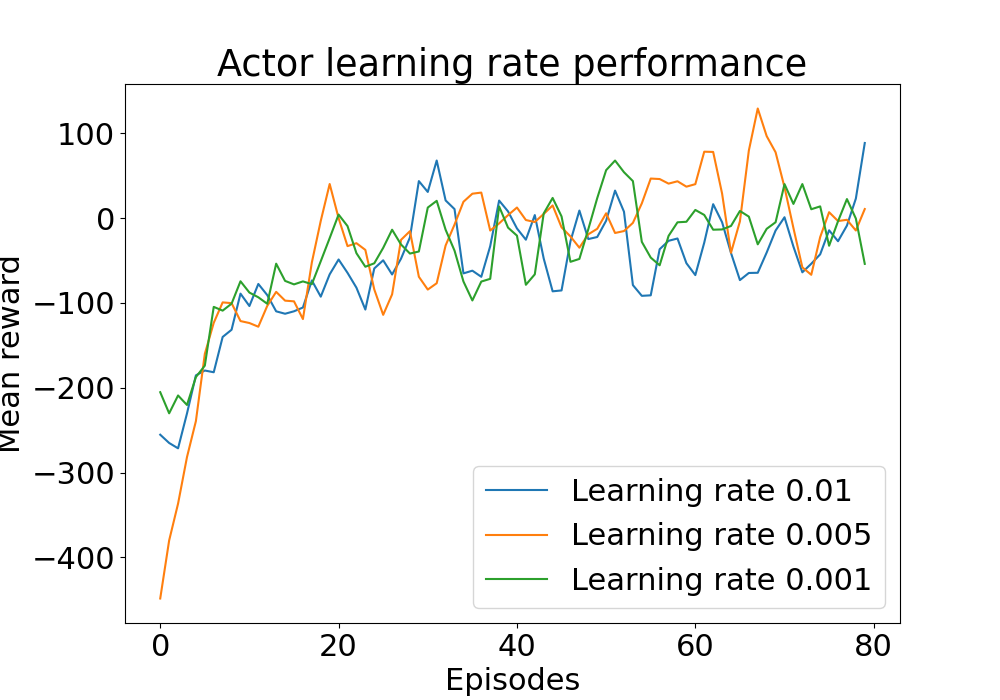 Actor learning rate performance
100
0
−100
−200
−300
−400
Mean reward
0 20 40 60 80
Episodes
Learning rate 0.01
Learning rate 0.005
Learning rate 0.001